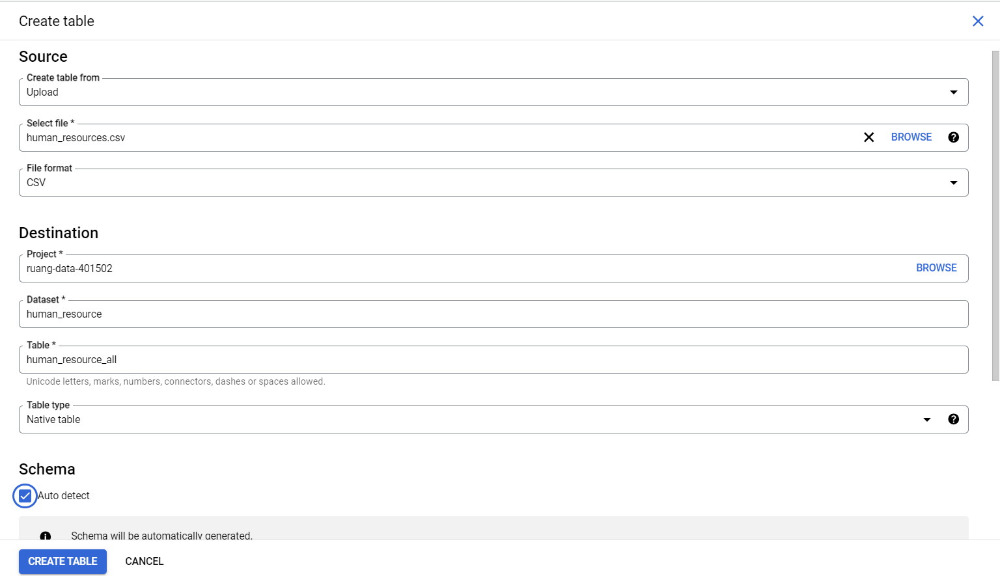 Create table
Source
Create table from
Upload
Select file *
human_resources.csv
BROWSE
File format
CSV
Destination
Project *
ruang-data-401502
BROWSE
Dataset *
human_resource
Table *
human_resource_all
Unicode letters, marks, numbers, connectors, dashes or spaces allowed.
Table type
Native table
Schema
Auto detect
Schema will be automatically generated.
CREATE TABLE CANCEL